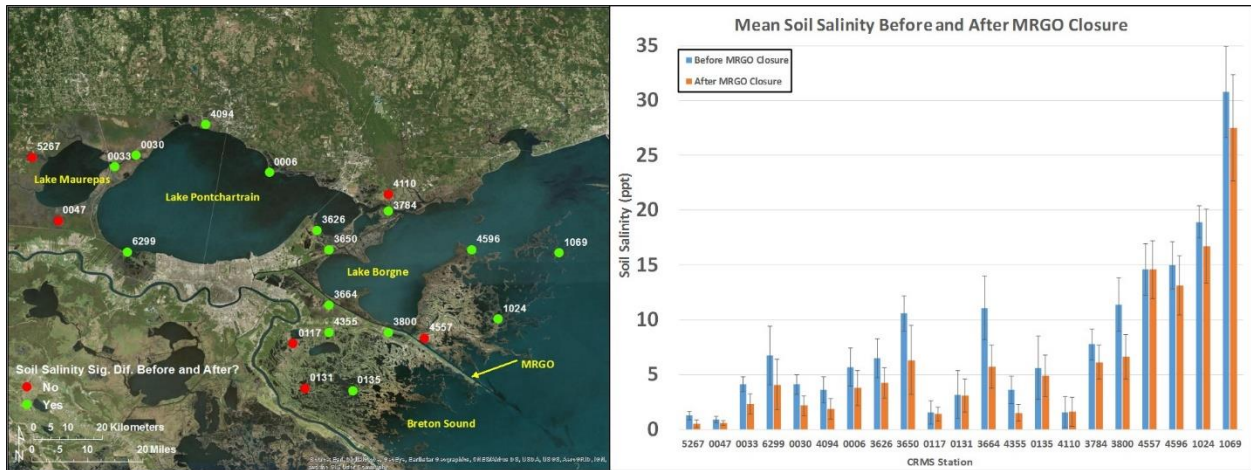 4094
5267
0033
0030
0006
Lake Maurepas
Lake Pontchartrain
4110
3784
0047
3626
6299
3650
4596
1069
Lake Borgne
3664
1024
4355
0117
3800
4557
MRGO
Soil Salinity Sig. Dif. Before and After?
No
Yes
0131
0135
Breton Sound
0 5 10 20 Kilometers
0 5 10 20 Miles
N
Mean Soil Salinity Before and After MRGO Closure
Before MRGO Closure
After MRGO Closure
Soil Salinity (ppt)
35
30
25
20
15
10
5
0
5267 0047 0033 6299 0030 4094 0006 3626 3650 0117 0131 3664 4355 0135 4110 3784 3800 4557 4596 1024 1069
CRMS Station